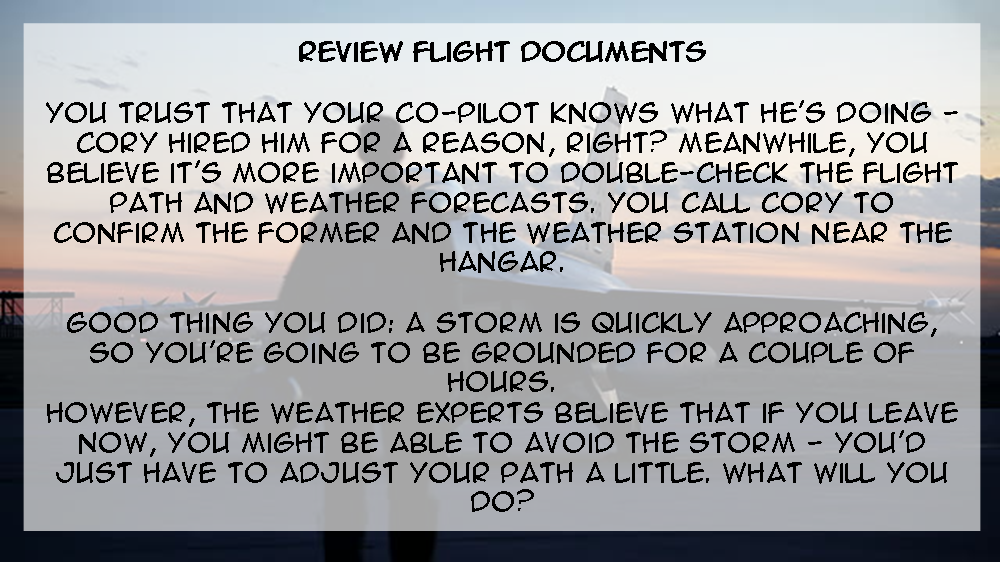 REVIEW FLIGHT DOCUMENTS
YOU TRUST THAT YOUR CO-PILOT KNOWS WHAT HE'S DOING -
CORY HIRED HIM FOR A REASON, RIGHT? MEANWHILE, YOU
BELIEVE IT'S MORE IMPORTANT TO DOUBLE-CHECK THE FLIGHT
PATH AND WEATHER FORECASTS. YOU CALL CORY TO
CONFIRM THE FORMER AND THE WEATHER STATION NEAR THE
HANGAR.
GOOD THING YOU DID: A STORM IS QUICKLY APPROACHING,
SO YOU'RE GOING TO BE GROUNDED FOR A COUPLE OF
HOURS.
HOWEVER, THE WEATHER EXPERTS BELIEVE THAT IF YOU LEAVE
NOW, YOU MIGHT BE ABLE TO AVOID THE STORM - YOU'D
JUST HAVE TO ADJUST YOUR PATH A LITTLE. WHAT WILL YOU
DO?